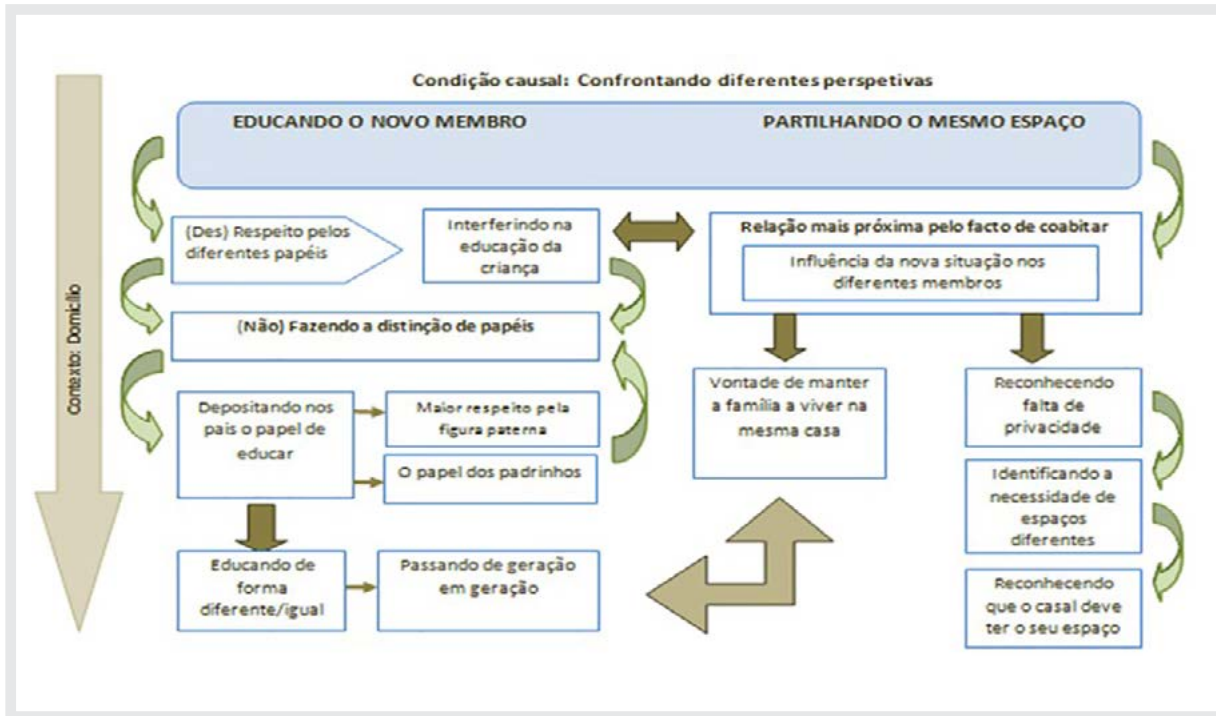 Condição causal: Confrontando diferentes perspetivas
EDUCANDO O NOVO MEMBRO
PARTILHANDO O MESMO ESPAÇO
Contexto: Domicílio
(Des) Respeito pelos
diferentes papéis
Interferindo na
educação da
criança
(Não) Fazendo a distinção de papéis
Depositando nos
pais o papel de
educar
Maior respeito pela
figura paterna
O papel dos padrinhos
Educando de
forma
diferente/igual
Passando de geração
em geração
Relação mais próxima pelo facto de coabitar
Influência da nova situação nos
diferentes membros
Vontade de manter
a família a viver na
mesma casa
Reconhecendo
falta de
privacidade
Identificando a
necessidade de
espaços
diferentes
Reconhecendo
que o casal deve
ter o seu espaço